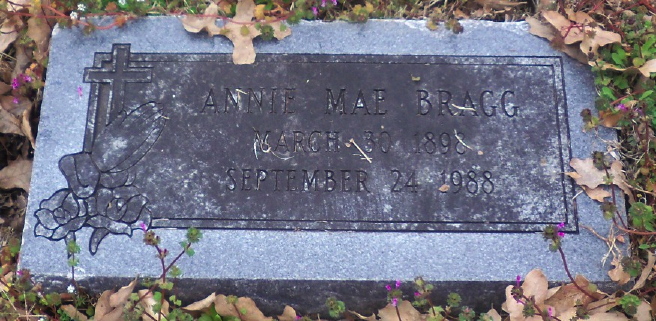 ANNIE MAE BRAGG
MARCH 30 1898
SEPTEMBER 24 1988